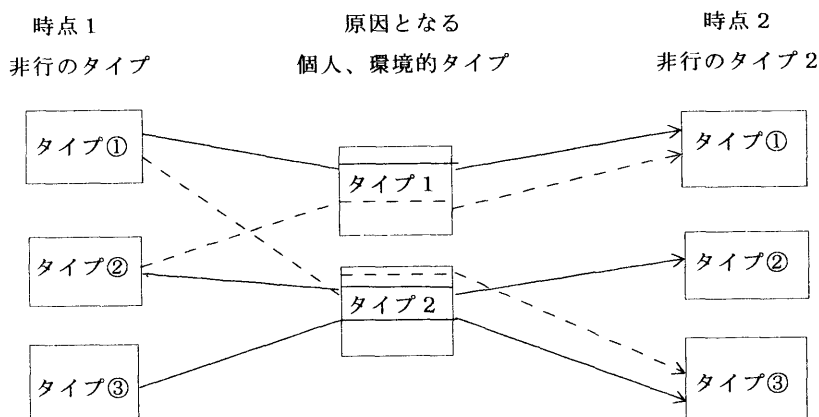 時点1
非行のタイプ
原因となる
個人、環境的タイプ
時点2
非行のタイプ2
タイプ①
タイプ②
タイプ③
タイプ1
タイプ2
タイプ①
タイプ②
タイプ③